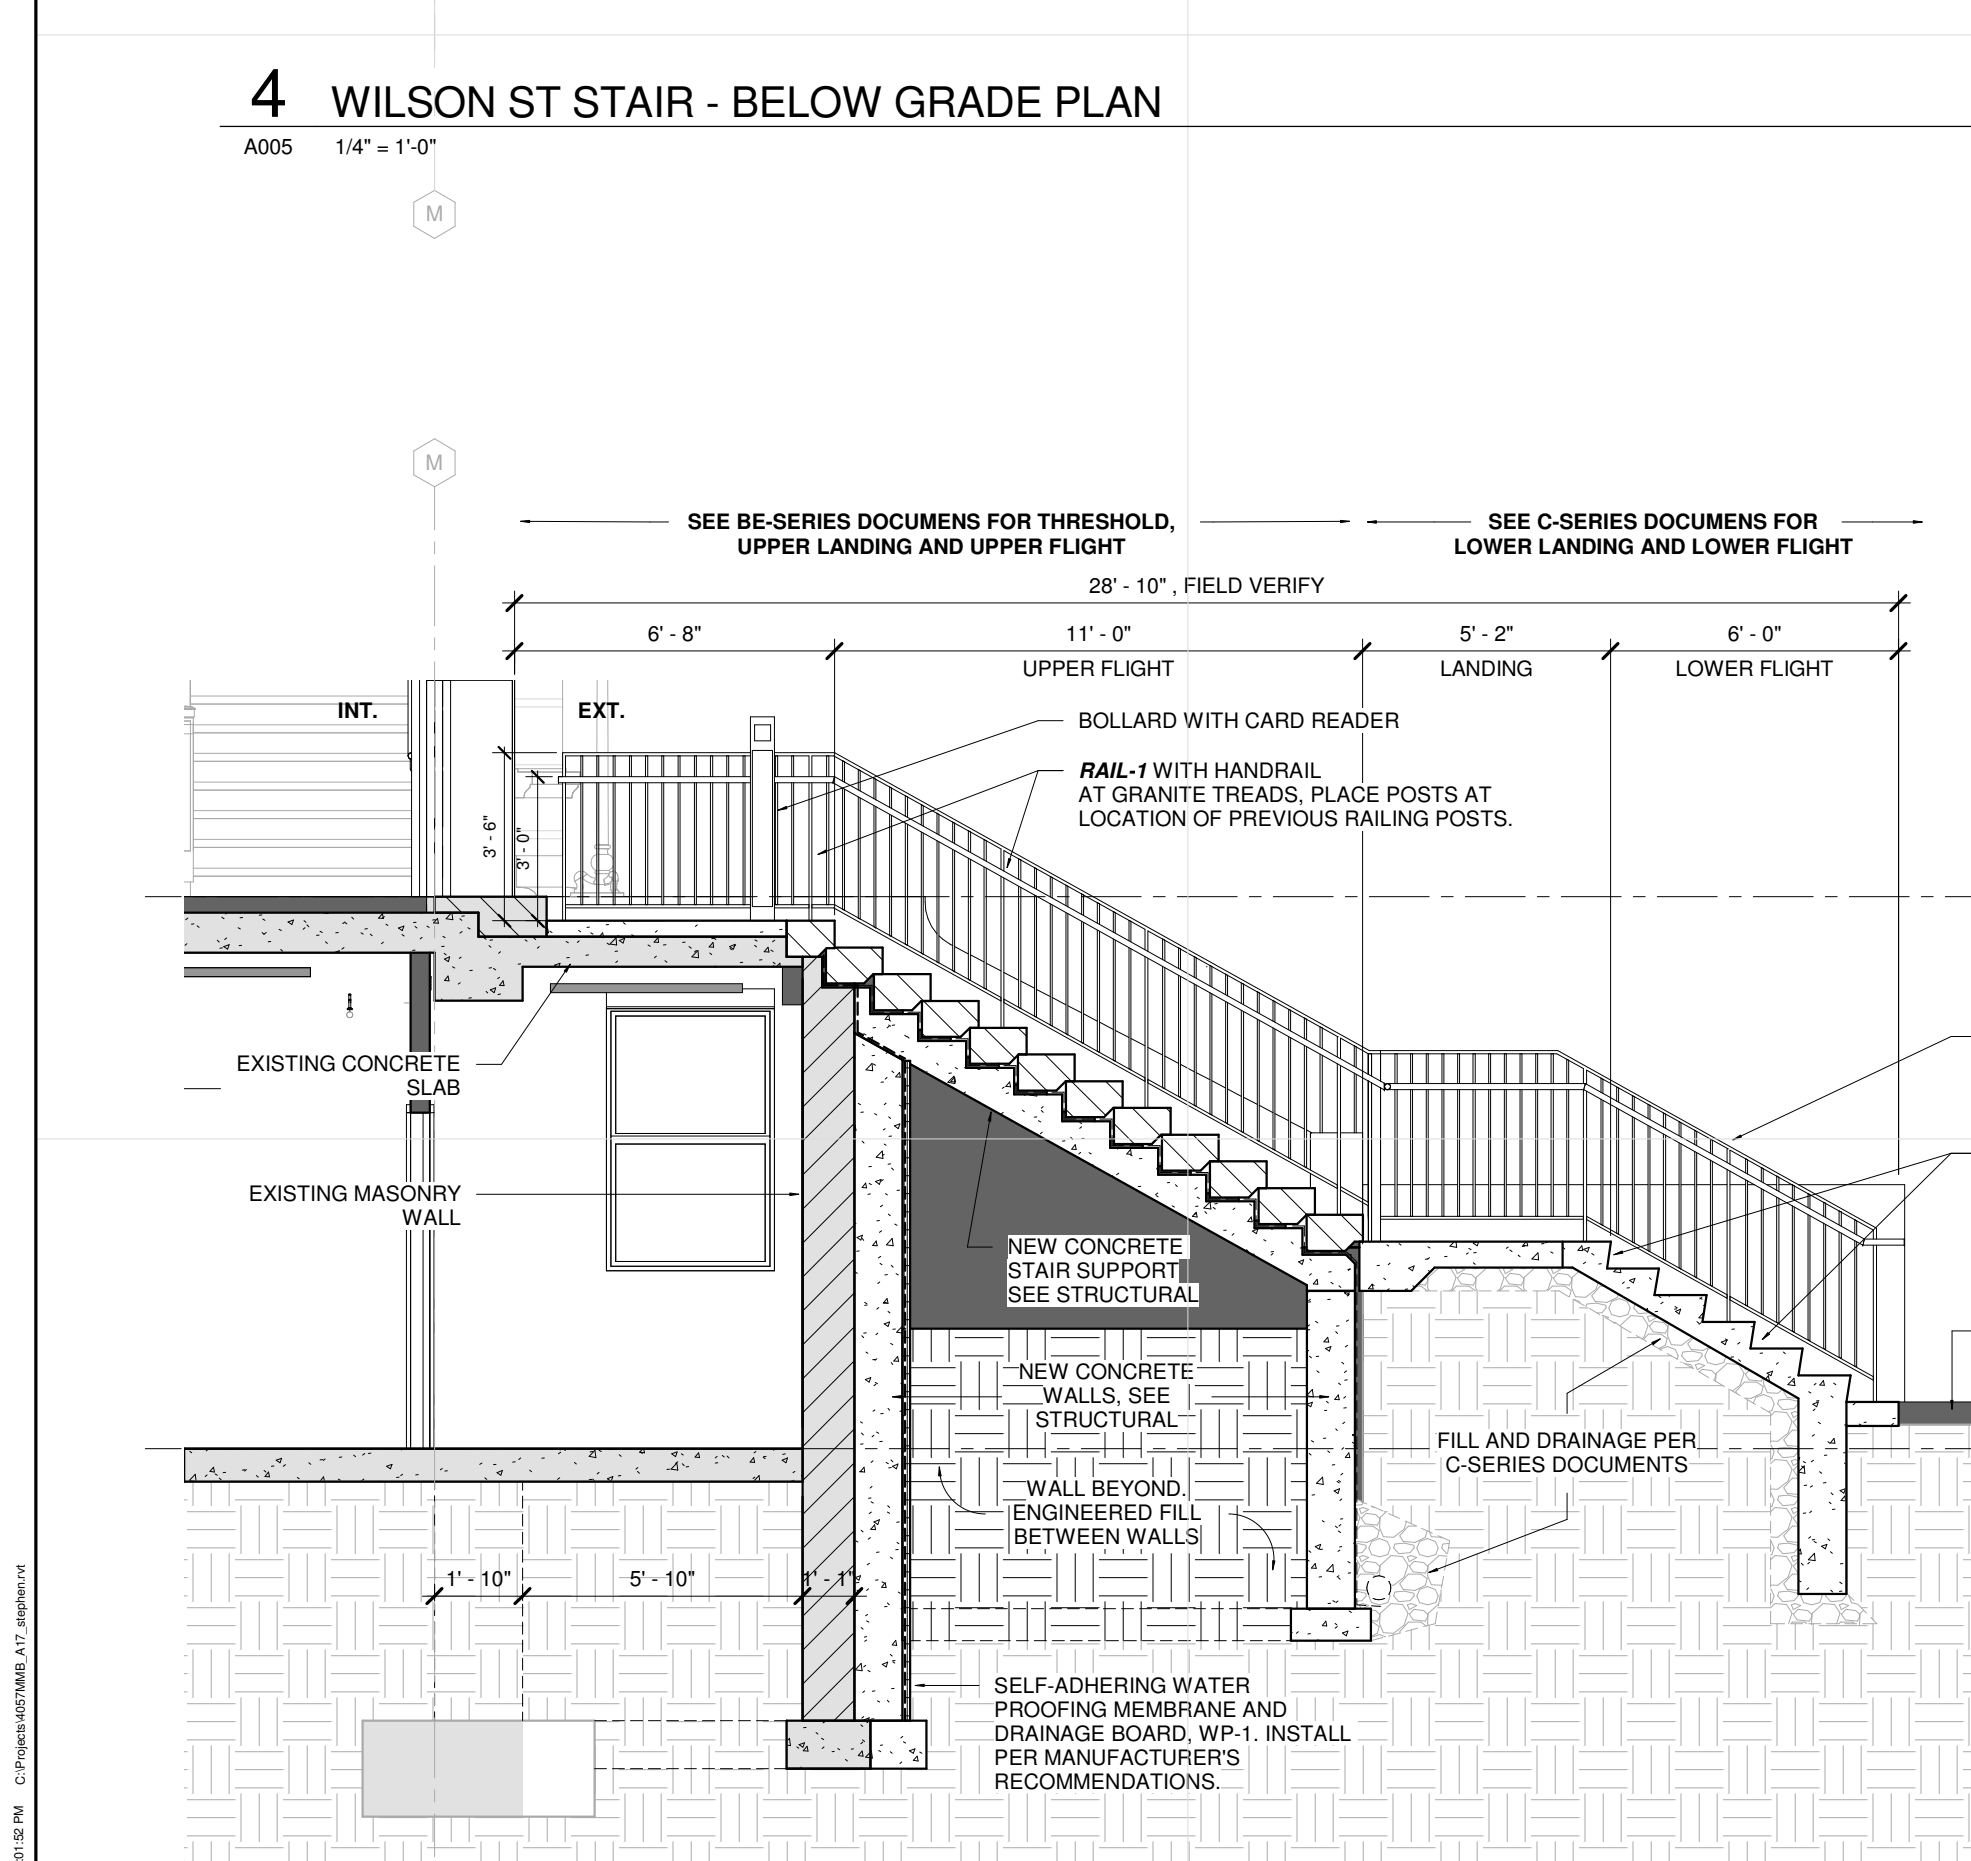 4 WILSON ST STAIR - BELOW GRADE PLAN
A005 1/4" = 1'-0"
M
M
SEE BE-SERIES DOCUMENS FOR THRESHOLD,
UPPER LANDING AND UPPER FLIGHT
SEE C-SERIES DOCUMENS FOR
LOWER LANDING AND LOWER FLIGHT
28' - 10" , FIELD VERIFY
6' - 8"
11' - 0"
5' - 2"
6' - 0"
UPPER FLIGHT
LANDING
LOWER FLIGHT
INT.
EXT.
BOLLARD WITH CARD READER
RAIL-1 WITH HANDRAIL
AT GRANITE TREADS, PLACE POSTS AT
LOCATION OF PREVIOUS RAILING POSTS.
3' - 6"
3' - 0"
EXISTING CONCRETE
SLAB
EXISTING MASONRY
WALL
NEW CONCRETE
STAIR SUPPORT
SEE STRUCTURAL
NEW CONCRETE
WALLS, SEE
STRUCTURAL
FILL AND DRAINAGE PER
C-SERIES DOCUMENTS
WALL BEYOND.
ENGINEERED FILL
BETWEEN WALLS
1' - 10"
5' - 10"
1' - 1"
SELF-ADHERING WATER
PROOFING MEMBRANE AND
DRAINAGE BOARD, WP-1. INSTALL
PER MANUFACTURER'S
RECOMMENDATIONS.
:01:52 PM C:\Projects\4057MMB_A17_stephen.rvt